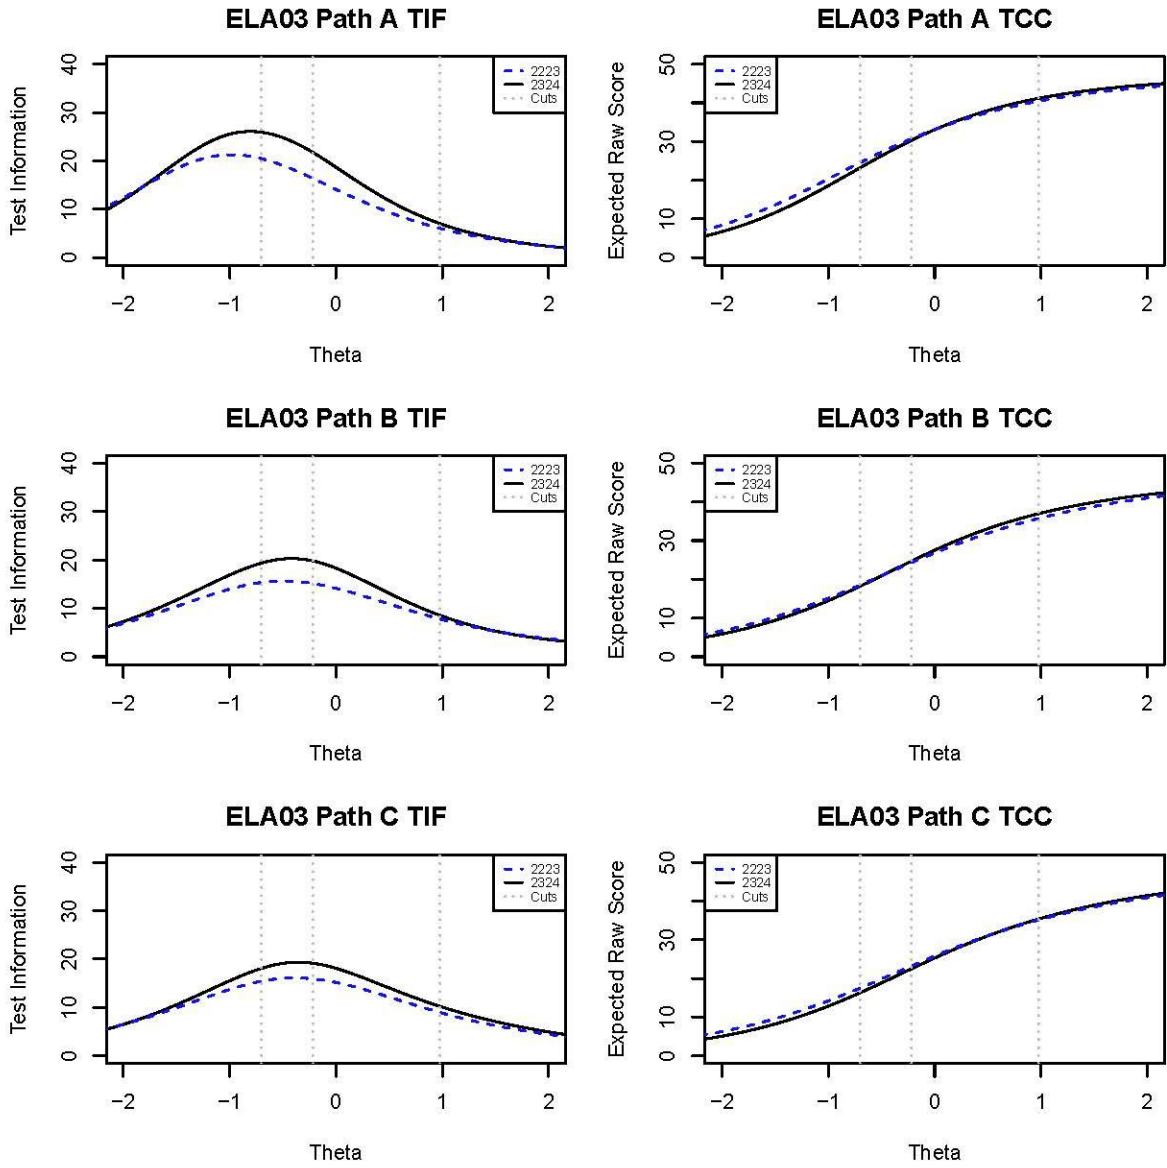 ELA03 Path A TIF
Test Information
40
30
20
10
0
2223
2324
Cuts
−2 −1 0 1 2
Theta
ELA03 Path A TCC
Expected Raw Score
50
30
10
0
2223
2324
Cuts
−2 −1 0 1 2
Theta
ELA03 Path B TIF
Test Information
40
30
20
10
0
2223
2324
Cuts
−2 −1 0 1 2
Theta
ELA03 Path B TCC
Expected Raw Score
50
30
10
0
2223
2324
Cuts
−2 −1 0 1 2
Theta
ELA03 Path C TIF
Test Information
40
30
20
10
0
2223
2324
Cuts
−2 −1 0 1 2
Theta
ELA03 Path C TCC
Expected Raw Score
50
30
10
0
2223
2324
Cuts
−2 −1 0 1 2
Theta